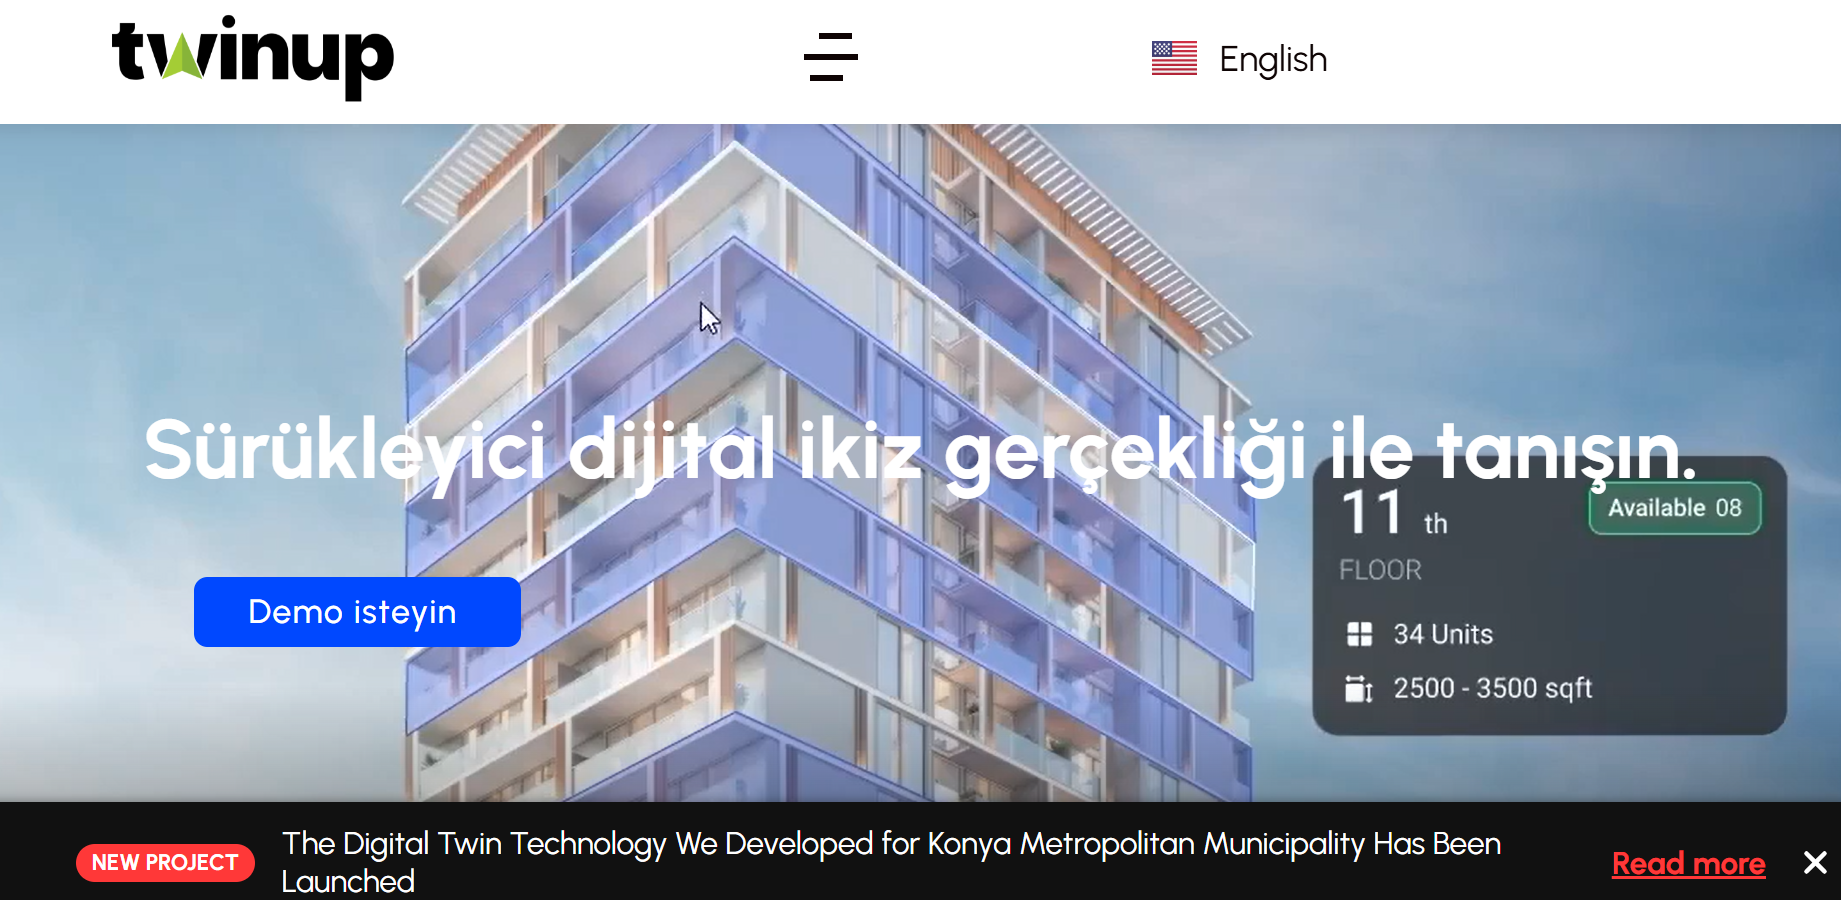 twinup
English
Sürükleyici dijital ikiz gerçekliği ile tanışın.
11 th
Available 08
FLOOR
Demo isteyin
34 Units
2500 - 3500 sqft
NEW PROJECT
The Digital Twin Technology We Developed for Konya Metropolitan Municipality Has Been
Launched
Read more